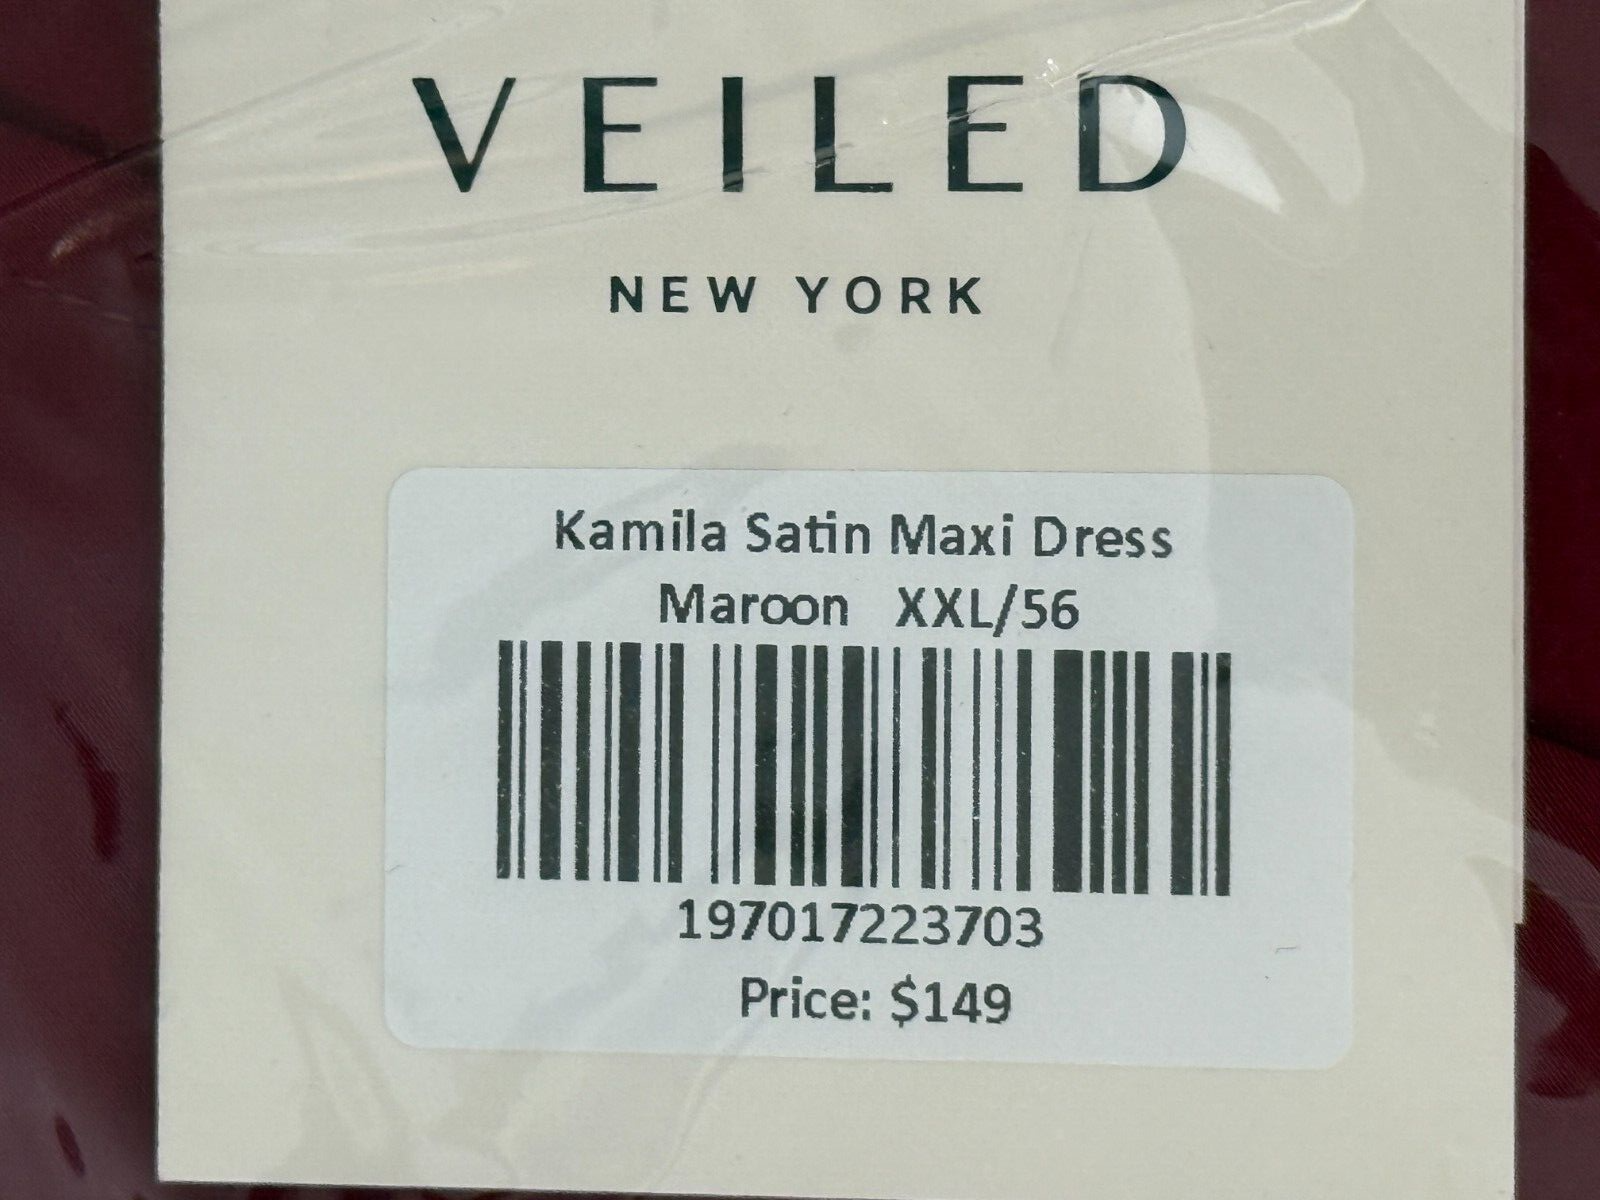 VEILED
NEW YORK
Kamila Satin Maxi Dress
Maroon XXL/56
197017223703
Price: $149